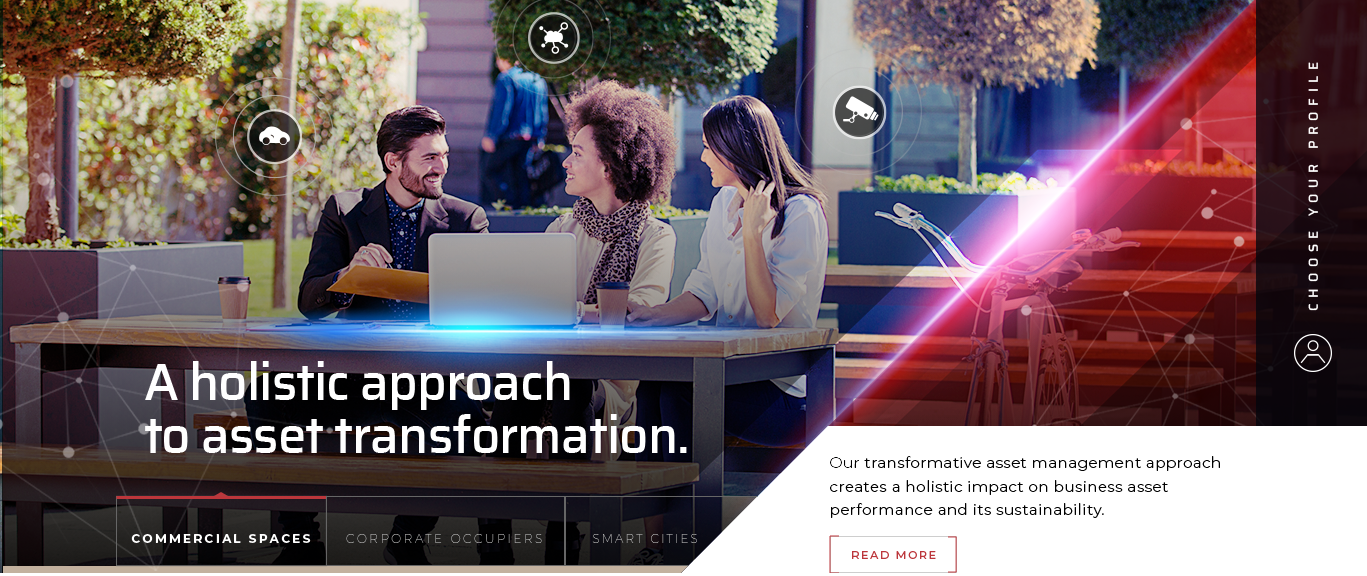 CHOOSE YOUR PROFILE
A holistic approach
to asset transformation.
COMMERCIAL SPACES
CORPORATE OCCUPIERS
SMART CITIES
Our transformative asset management approach
creates a holistic impact on business asset
performance and its sustainability.
READ MORE